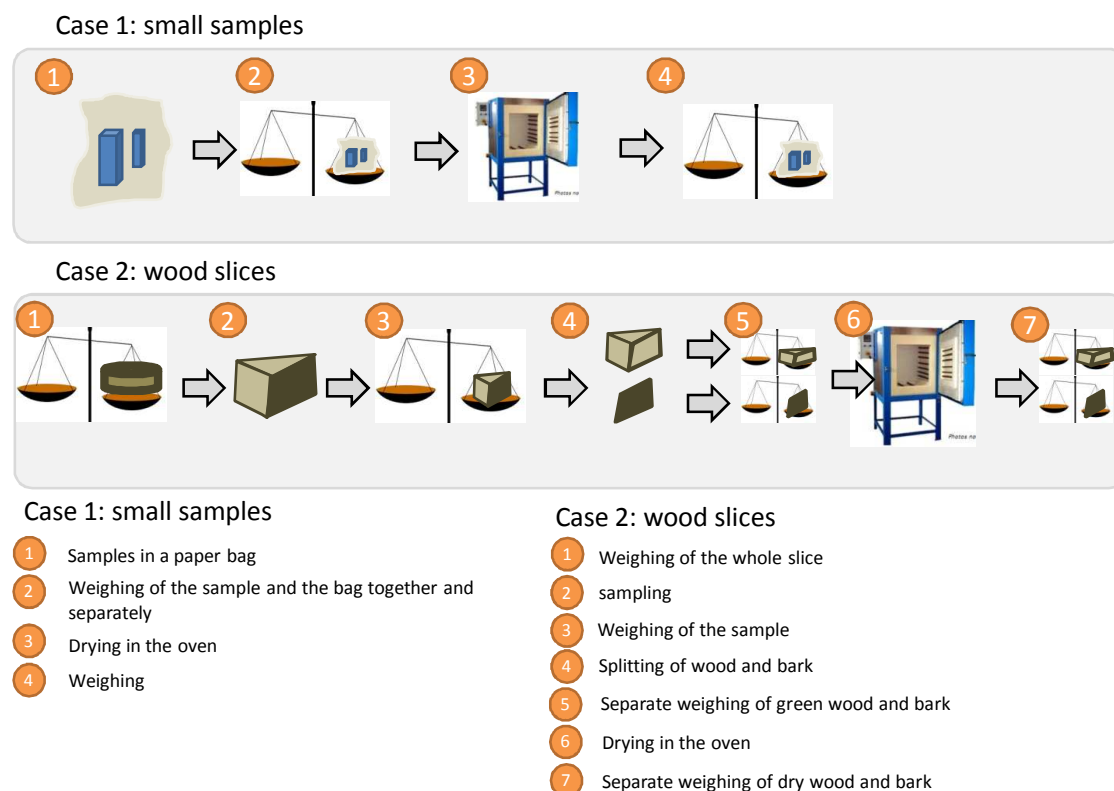 Case 1: small samples
1
2
3
4
Photos
Case 2: wood slices
1
2
3
4
5
6
7
Photos
Case 1: small samples
1 Samples in a paper bag
2 Weighing of the sample and the bag together and
separately
3 Drying in the oven
4 Weighing
Case 2: wood slices
1 Weighing of the whole slice
2 sampling
3 Weighing of the sample
4 Splitting of wood and bark
5 Separate weighing of green wood and bark
6 Drying in the oven
7 Separate weighing of dry wood and bark